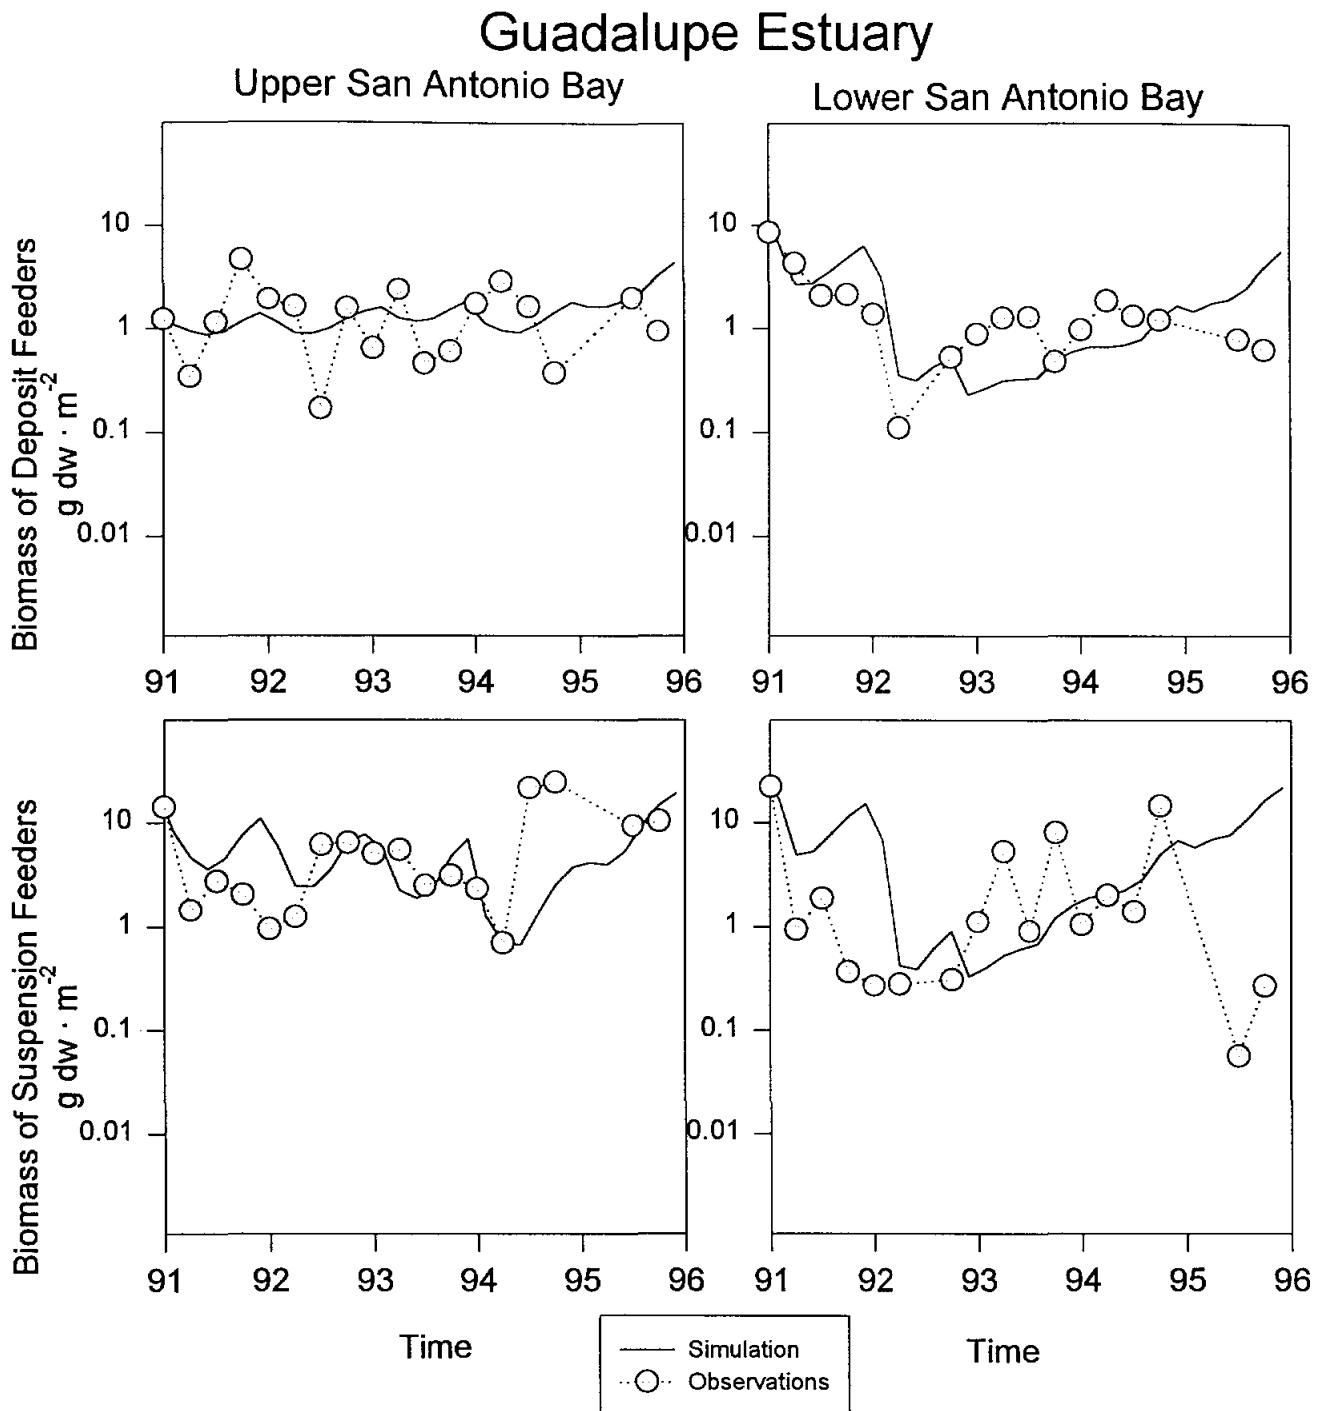 Guadalupe Estuary
Upper San Antonio Bay
Lower San Antonio Bay
Biomass of Deposit Feeders
g dw · m-2
10
1
0.1
0.01
91 92 93 94 95 96
10
1
0.1
0.01
91 92 93 94 95 96
Biomass of Suspension Feeders
g dw · m-2
10
1
0.1
0.01
91 92 93 94 95 96
10
1
0.1
0.01
91 92 93 94 95 96
Time
Time
Simulation
Observations